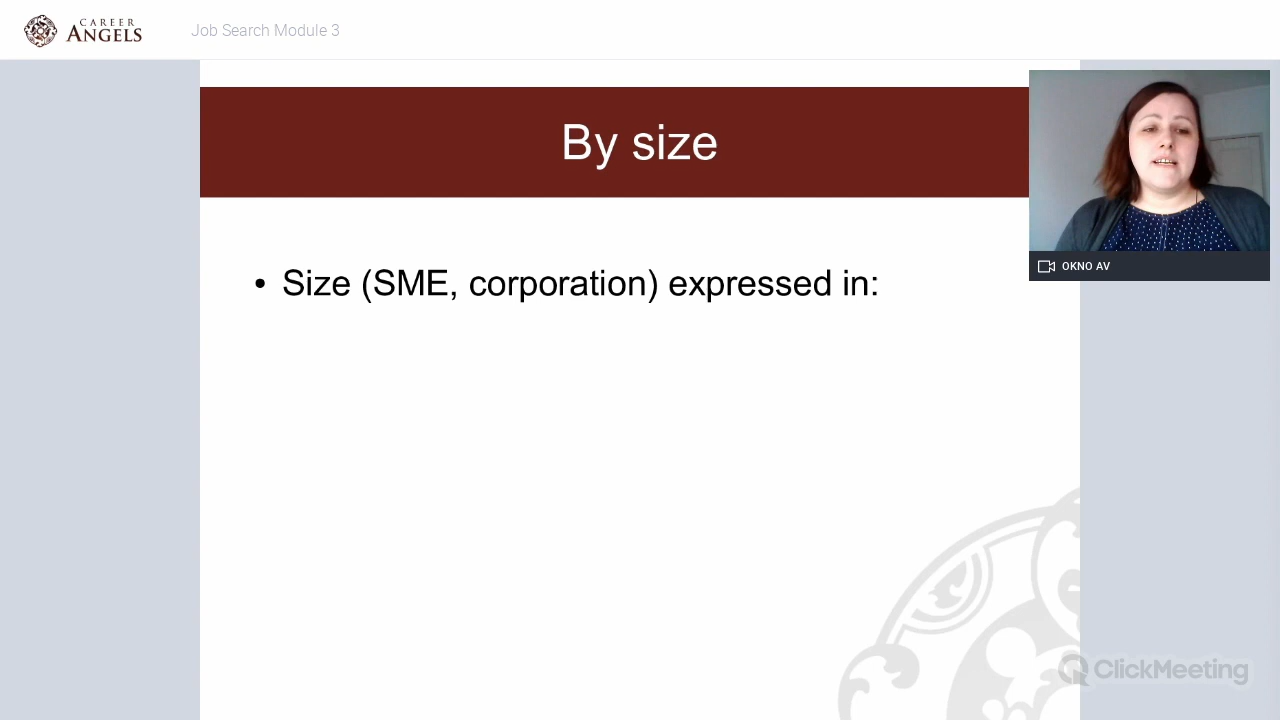 CAREER
ANGELS
Job Search Module 3
By size
OKNO AV
• Size (SME, corporation) expressed in:
ClickMeeting